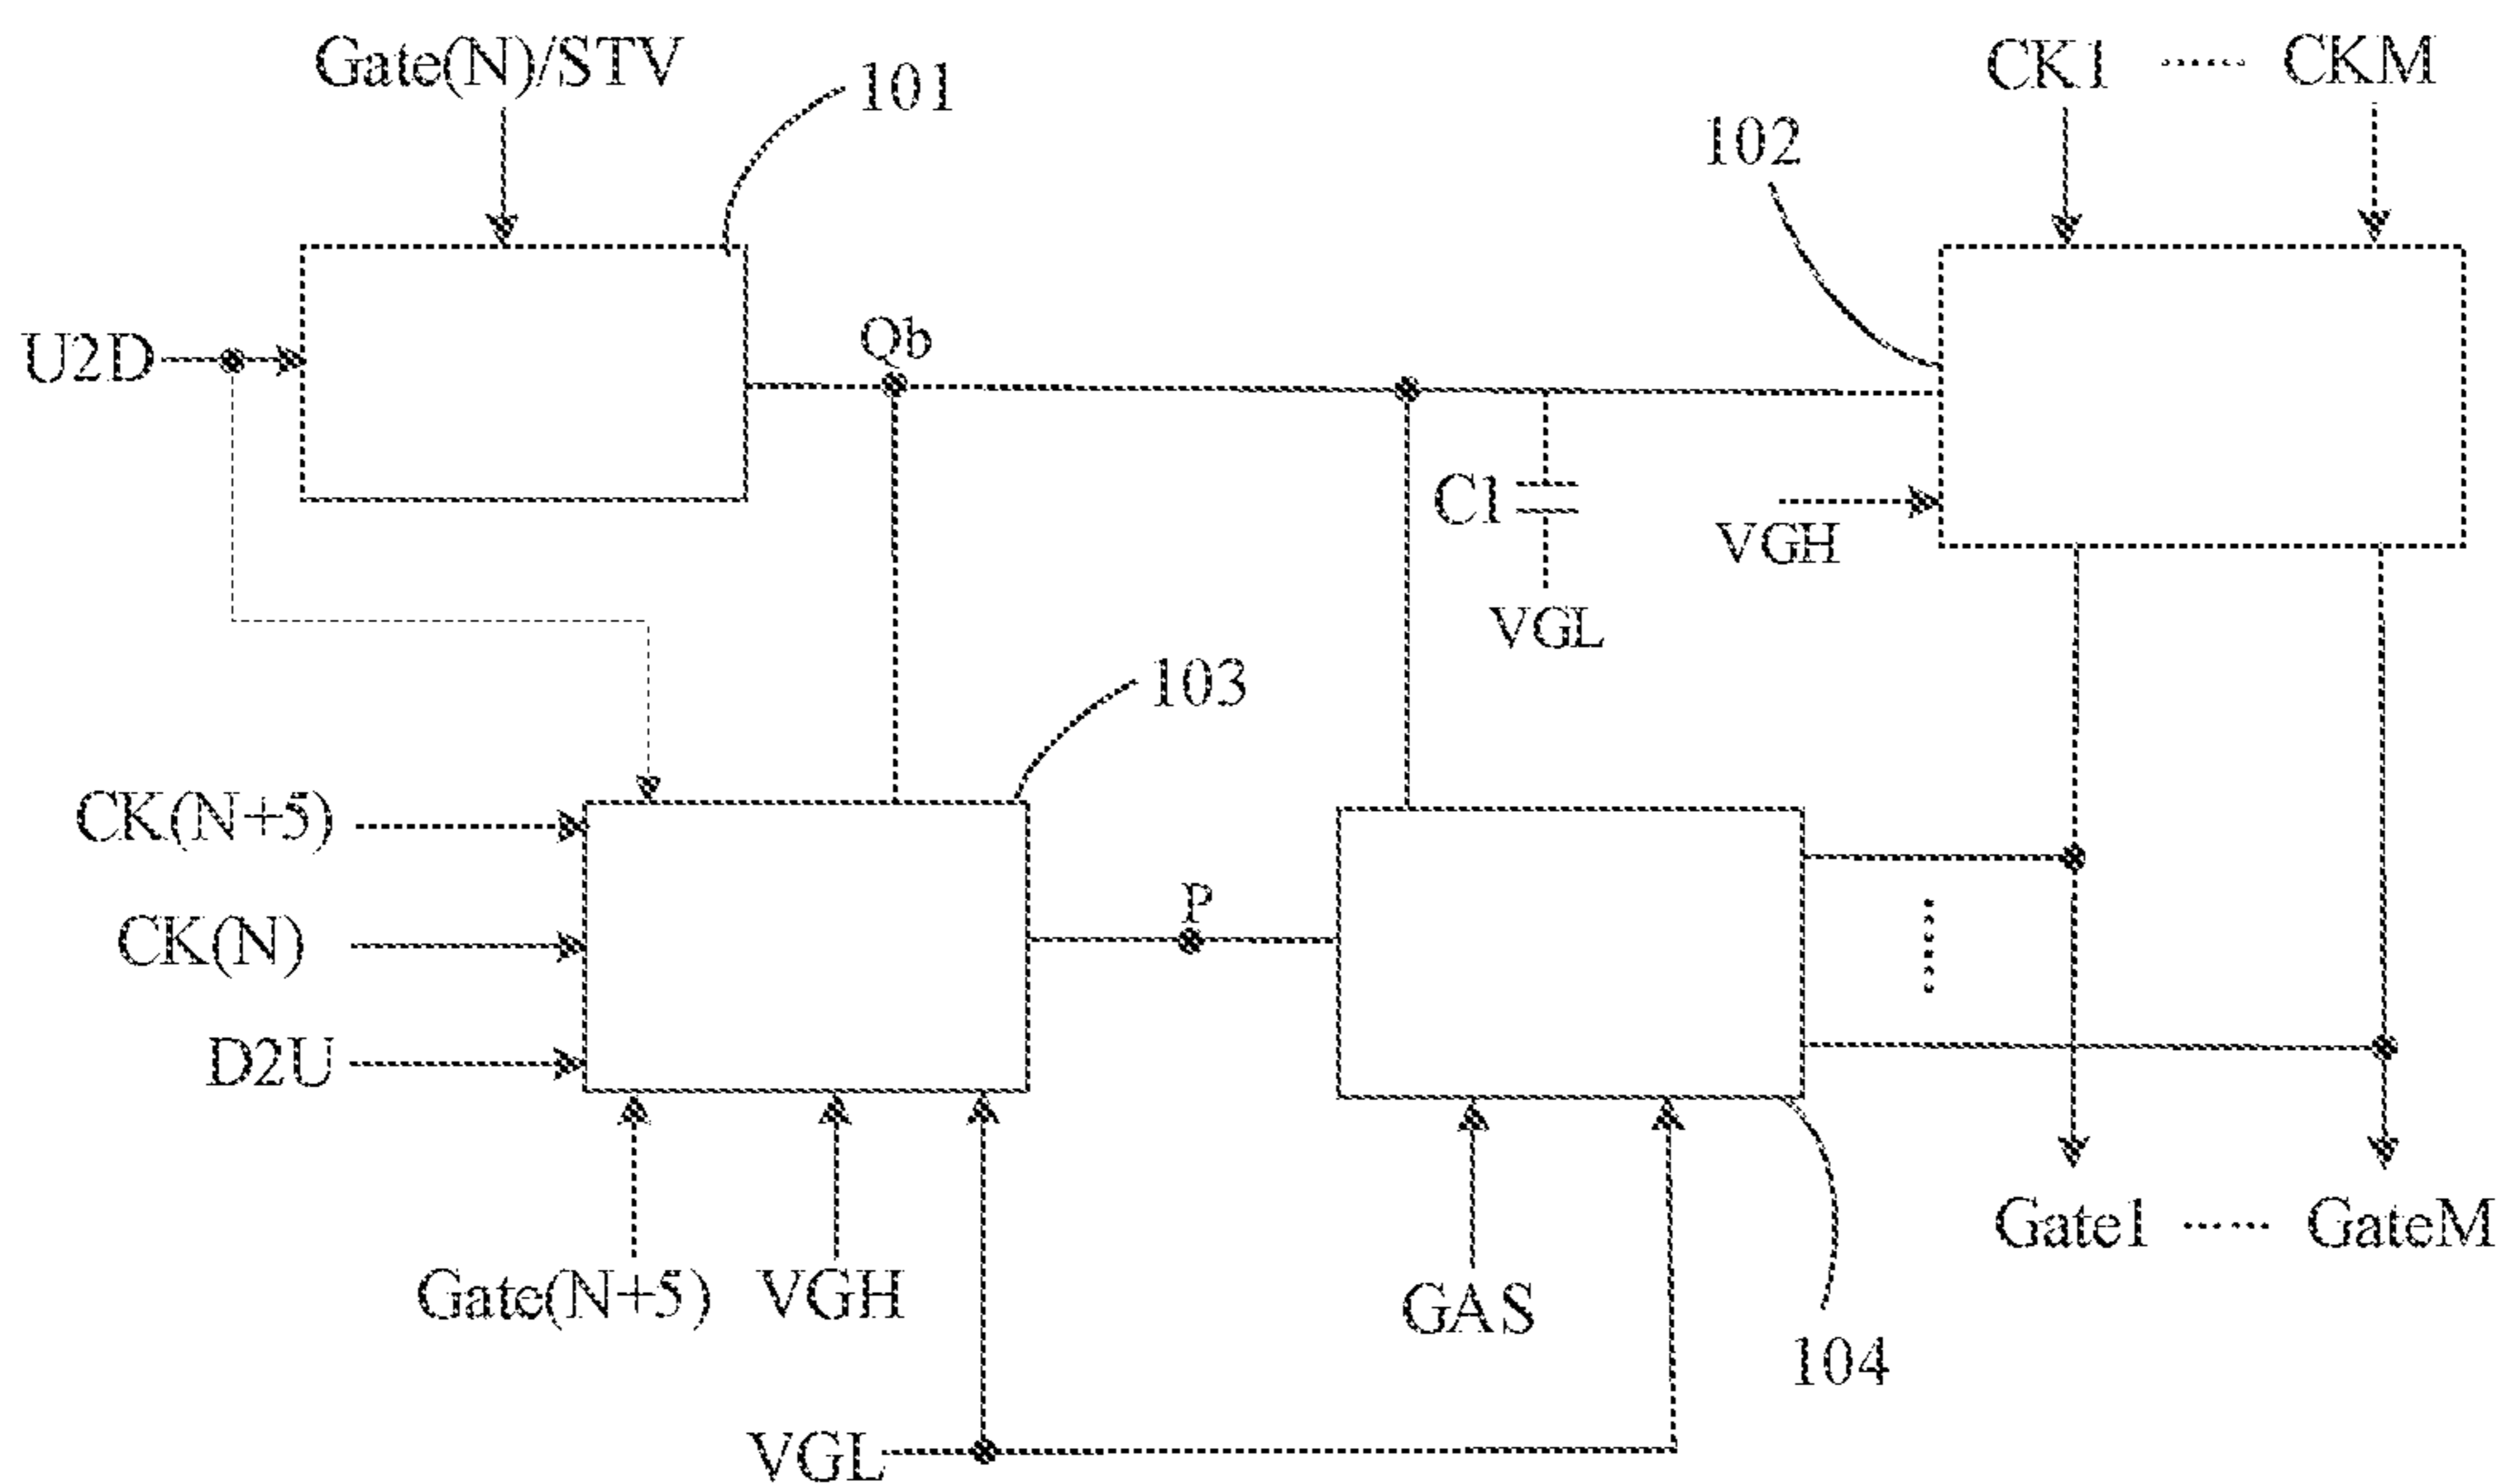 Gate(N)/STV
101
CK1 ...... CKM
102
U2D
Qb
C1
VGH
VGL
103
CK(N+5)
P
CK(N)
D2U
Gate1 ...... GateM
Gate(N+5) VGH
GAS
104
VGL